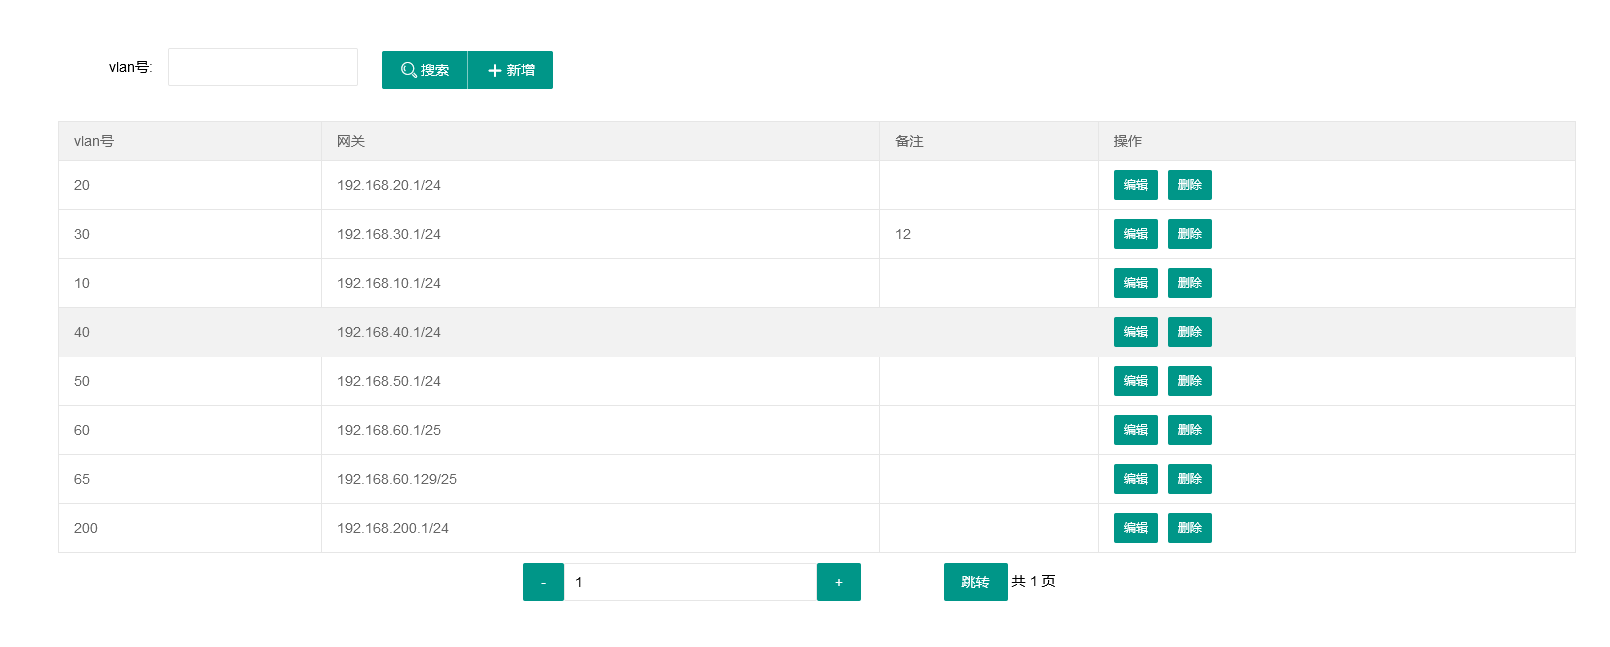 vlan号: 搜索 新增
vlan号 网关 备注 操作
20 192.168.20.1/24 编辑 删除
30 192.168.30.1/24 12 编辑 删除
10 192.168.10.1/24 编辑 删除
40 192.168.40.1/24 编辑 删除
50 192.168.50.1/24 编辑 删除
60 192.168.60.1/25 编辑 删除
65 192.168.60.129/25 编辑 删除
200 192.168.200.1/24 编辑 删除
- 1 + 跳转 共 1 页